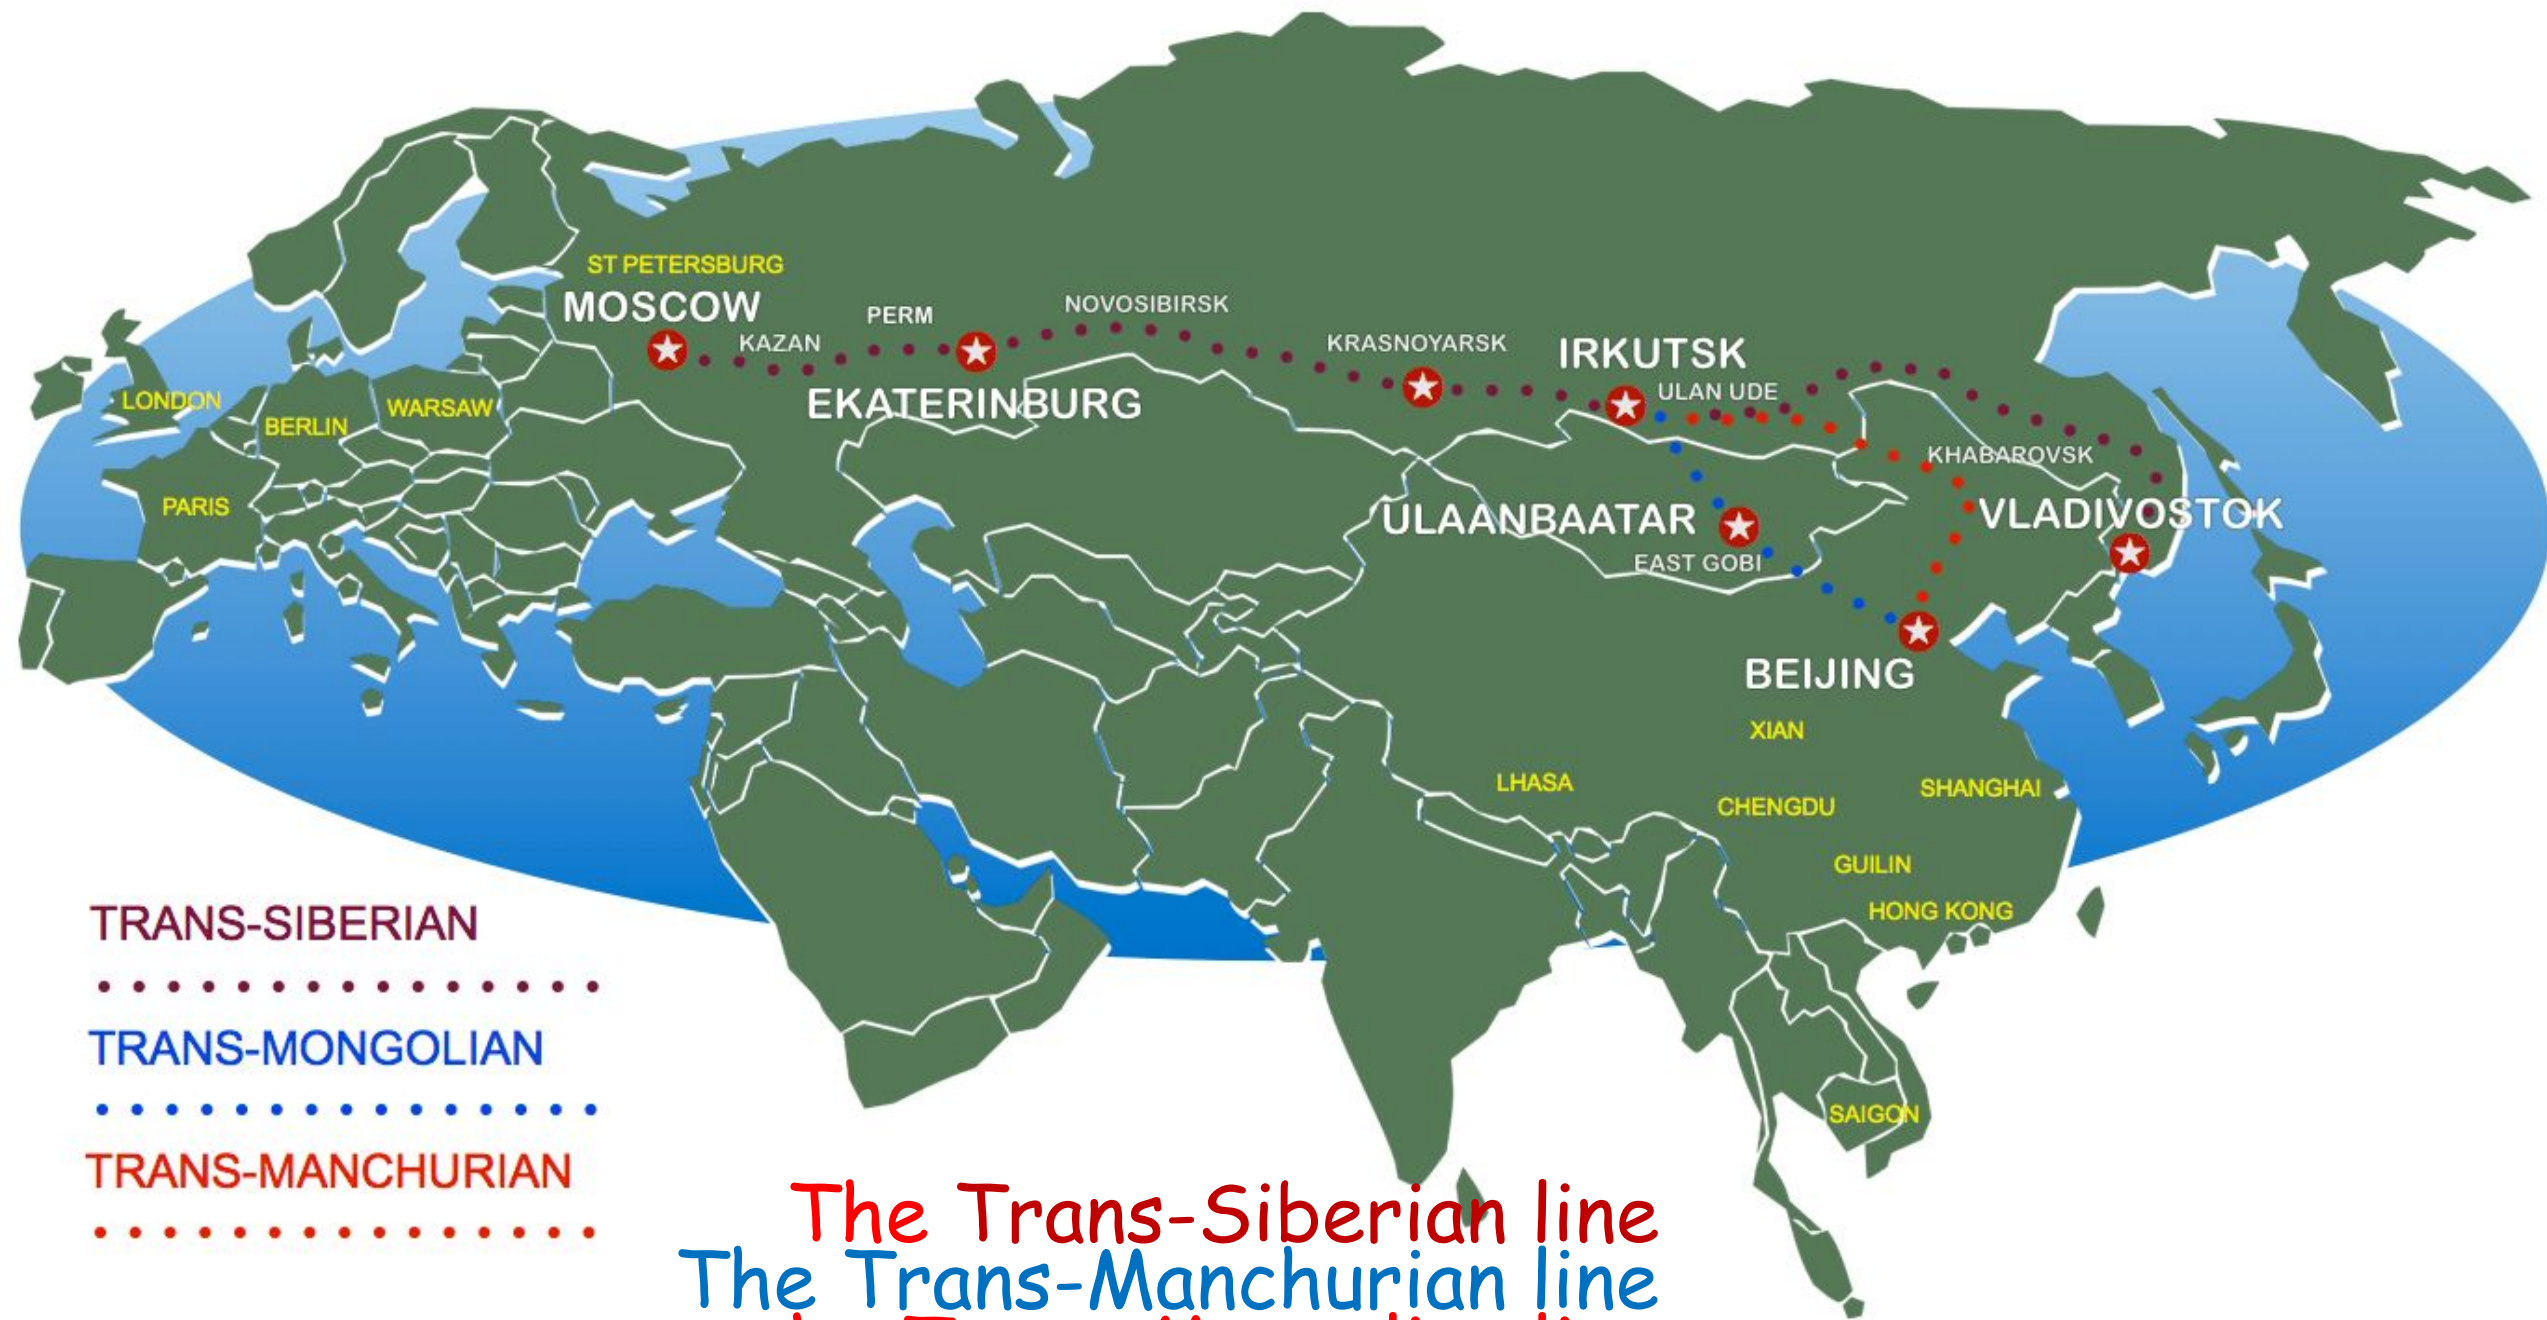 ST PETERSBURG
MOSCOW
KAZAN
PERM
NOVOSIBIRSK
EKATERINBURG
KRASNOYARSK
IRKUTSK
ULAN UDE
LONDON
BERLIN
WARSAW
PARIS
KHABAROVSK
ULAANBAATAR
VLADIVOSTOK
EAST GOBI
BEIJING
XIAN
LHASA
CHENGDU
SHANGHAI
GUILIN
HONG KONG
SAIGON
TRANS-SIBERIAN
TRANS-MONGOLIAN
TRANS-MANCHURIAN
The Trans-Siberian line
The Trans-Manchurian line